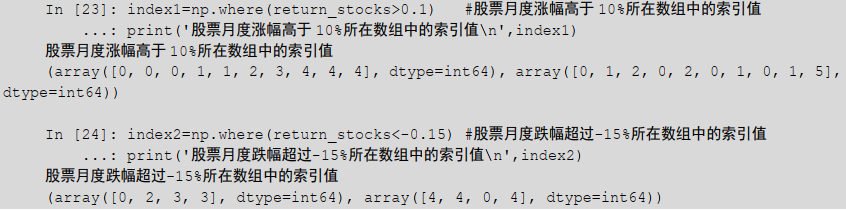 In [23]: index1=np.where(return_stocks>0.1) #股票月度涨幅高于 10%所在数组中的索引值
...: print('股票月度涨幅高于 10%所在数组中的索引值\n',index1)
股票月度涨幅高于 10%所在数组中的索引值
(array([0, 0, 0, 1, 1, 2, 3, 4, 4, 4], dtype=int64), array([0, 1, 2, 0, 2, 0, 1, 0, 1, 5],
dtype=int64))
In [24]: index2=np.where(return_stocks<-0.15) #股票月度跌幅超过-15%所在数组中的索引值
...: print('股票月度跌幅超过-15%所在数组中的索引值\n',index2)
股票月度跌幅超过-15%所在数组中的索引值
(array([0, 2, 3, 3], dtype=int64), array([4, 4, 0, 4], dtype=int64))